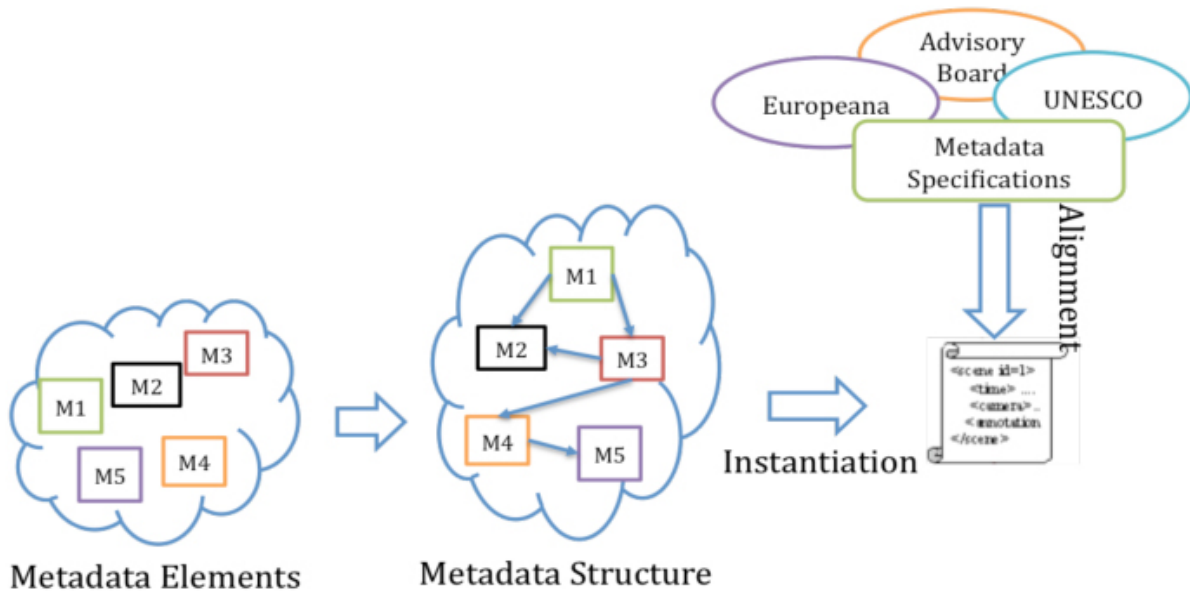 Advisory
Board
Europeana
UNESCO
Metadata
Specifications
Alignment
M1
M2
M3
M4
M5
M1
M2
M3
M4
M5
<scene id=1>
<time> ....
<camera>..
<annotation
</scene>
Instantiation
Metadata Elements
Metadata Structure